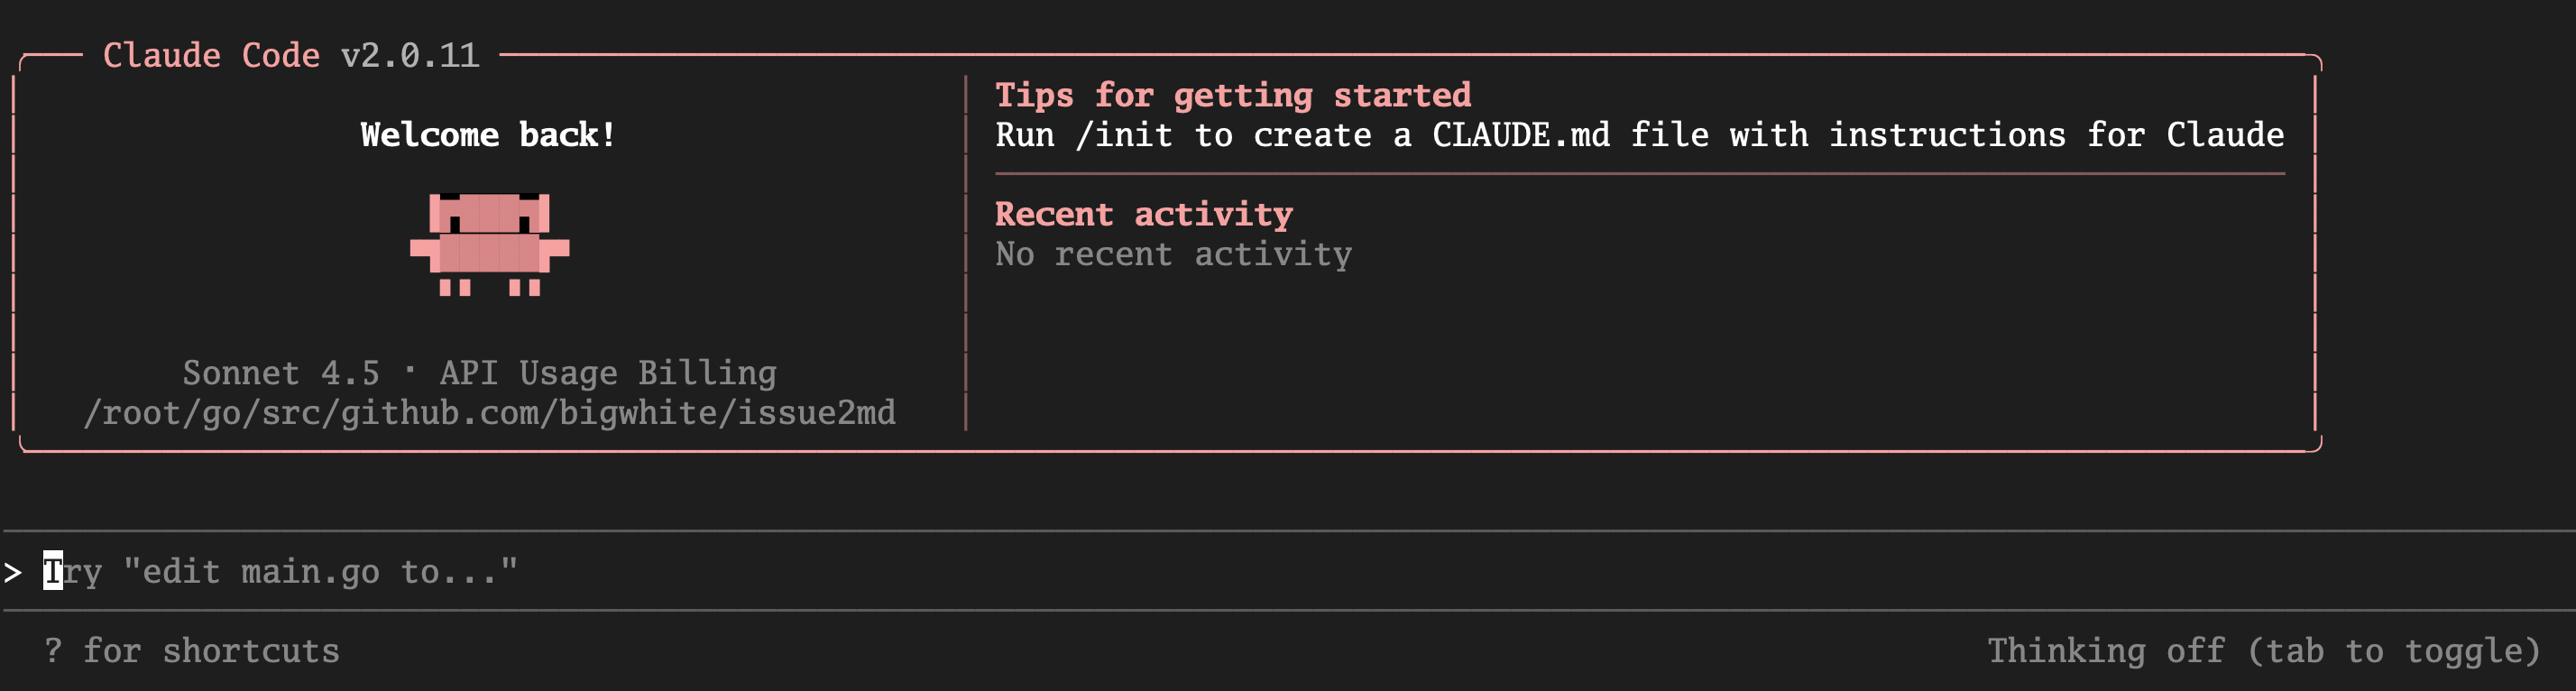 Claude Code v2.0.11
Welcome back!
Sonnet 4.5 · API Usage Billing
/root/go/src/github.com/bigwhite/issue2md
Tips for getting started
Run /init to create a CLAUDE.md file with instructions for Claude
Recent activity
No recent activity
> Try "edit main.go to..."
? for shortcuts
Thinking off (tab to toggle)